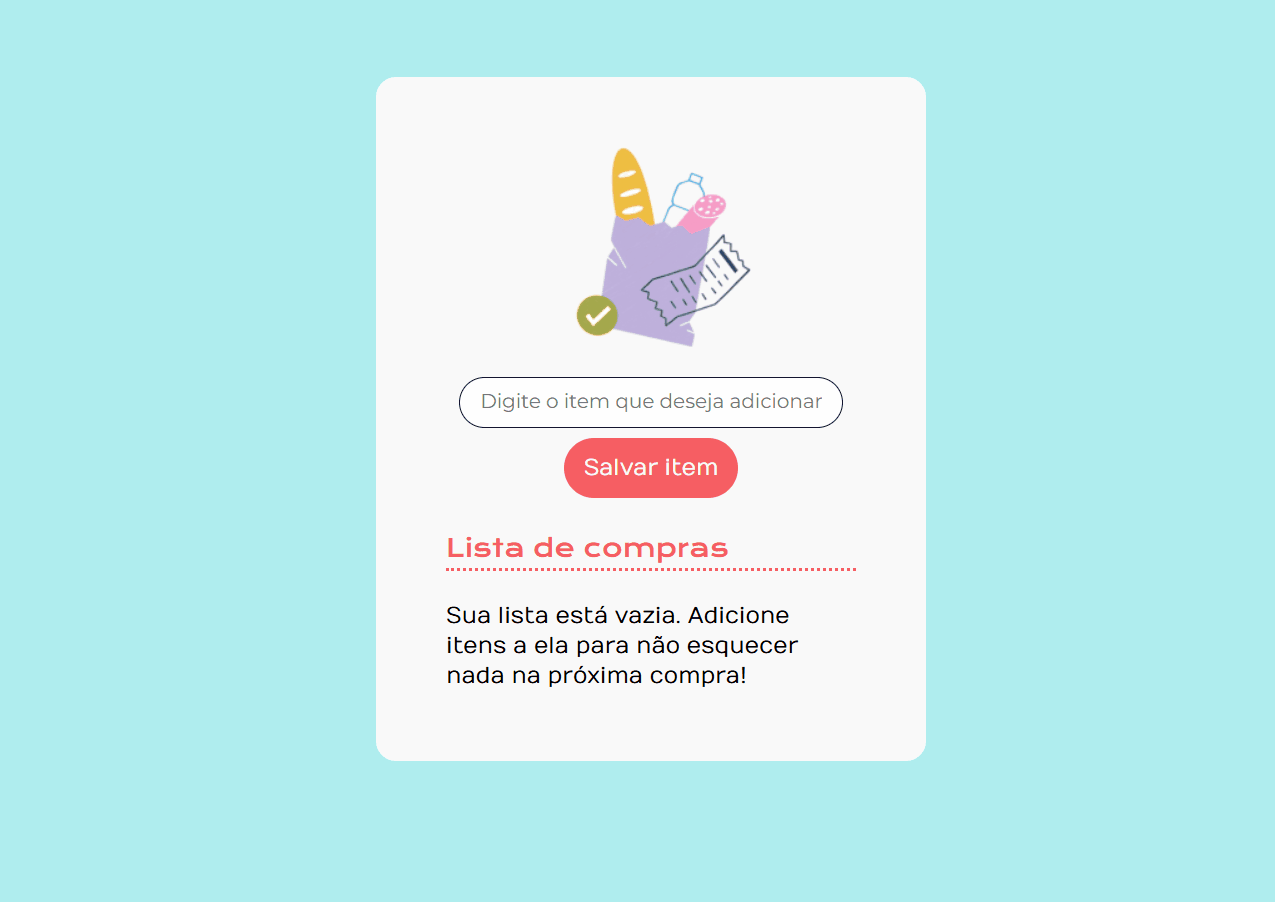 Digite o item que deseja adicionar
Salvar item
Lista de compras
Sua lista está vazia. Adicione
itens a ela para não esquecer
nada na próxima compra!